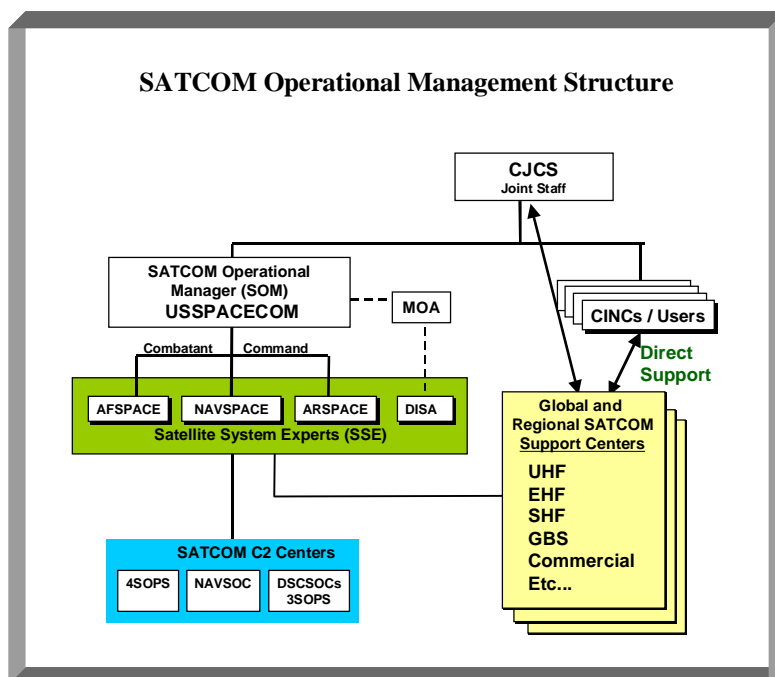 SATCOM Operational Management Structure
CJCS
Joint Staff
SATCOM Operational
Manager (SOM)
USSPACECOM
MOA
CINCs / Users
Combatant Command
Direct
Support
AFSPACE NAVSPACE ARSPACE DISA
Satellite System Experts (SSE)
Global and
Regional SATCOM
Support Centers
UHF
EHF
SHF
GBS
Commercial
Etc...
SATCOM C2 Centers
4SOPS NAVSOC DSCSOCs
3SOPS